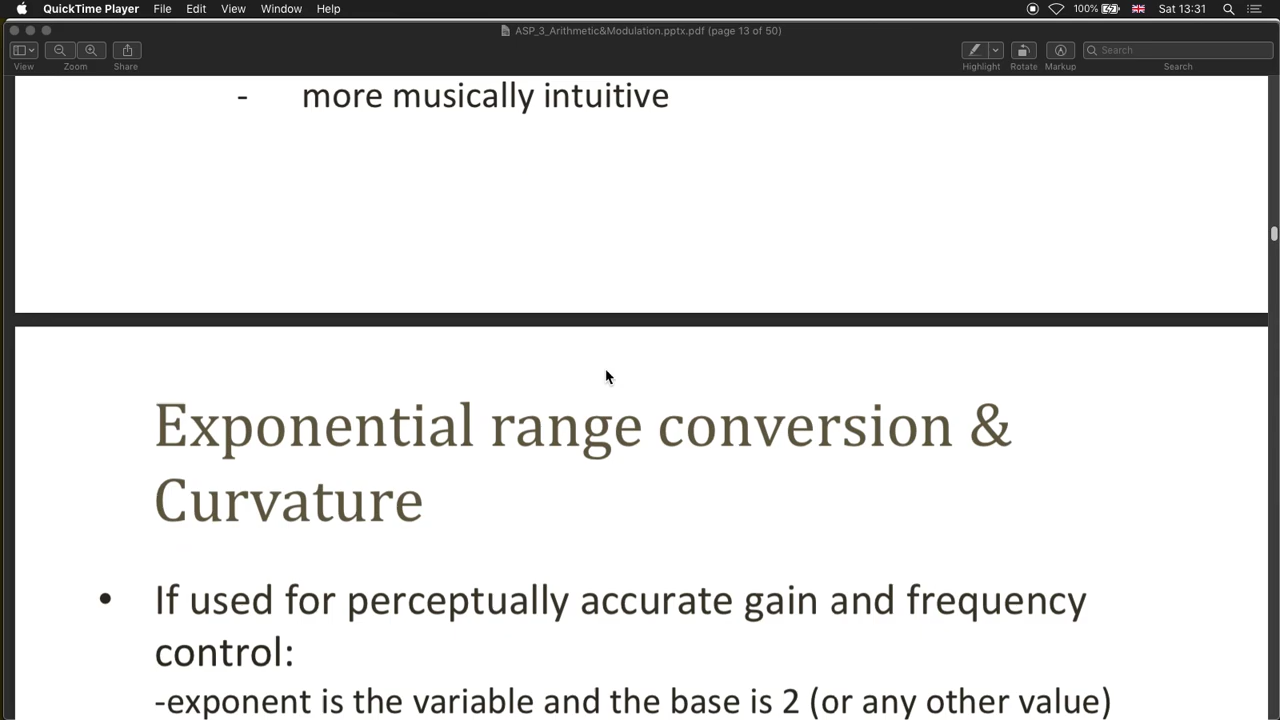 QuickTime Player File Edit View Window Help 100% Sat 13:31
ASP_3_Arithmetic&Modulation.pptx.pdf (page 13 of 50)
Search
View Zoom Share Highlight Rotate Markup Search
- more musically intuitive
Exponential range conversion &
Curvature
• If used for perceptually accurate gain and frequency
control:
-exponent is the variable and the base is 2 (or any other value)